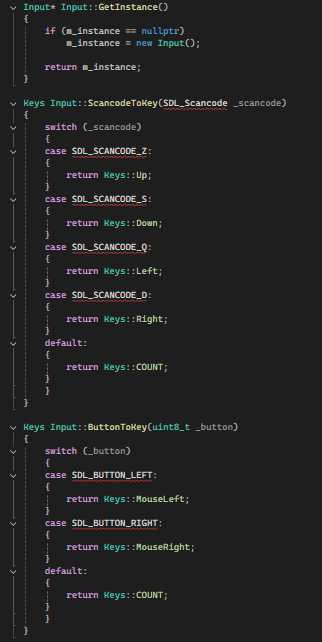 Input* Input::GetInstance()
{
    if (m_instance == nullptr)
        m_instance = new Input();

    return m_instance;
}

Keys Input::ScancodeToKey(SDL_Scancode _scancode)
{
    switch (_scancode)
    {
    case SDL_SCANCODE_Z:
    {
        return Keys::Up;
    }
    case SDL_SCANCODE_S:
    {
        return Keys::Down;
    }
    case SDL_SCANCODE_Q:
    {
        return Keys::Left;
    }
    case SDL_SCANCODE_D:
    {
        return Keys::Right;
    }
    default:
    {
        return Keys::COUNT;
    }
    }
}

Keys Input::ButtonToKey(uint8_t _button)
{
    switch (_button)
    {
    case SDL_BUTTON_LEFT:
    {
        return Keys::MouseLeft;
    }
    case SDL_BUTTON_RIGHT:
    {
        return Keys::MouseRight;
    }
    default:
    {
        return Keys::COUNT;
    }
    }
}